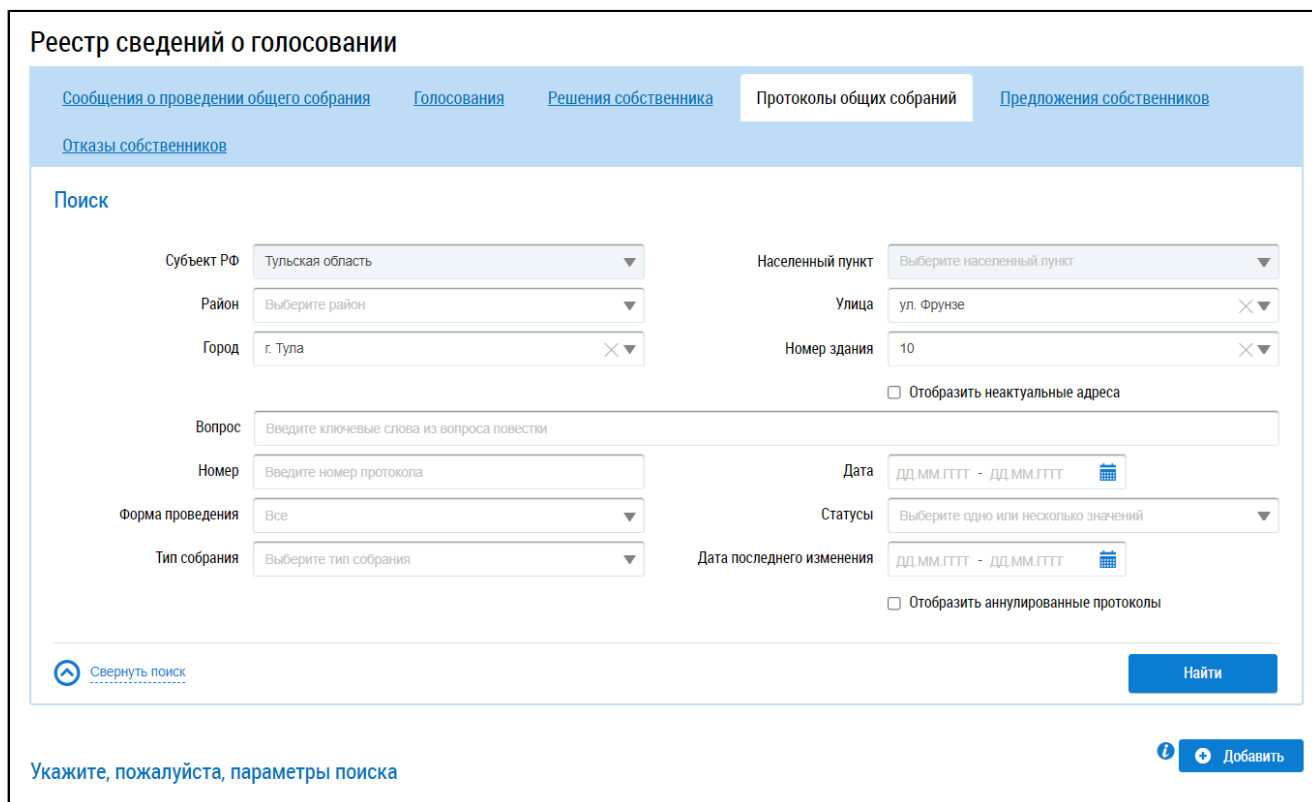 Реестр сведений о голосовании
Сообщения о проведении общего собрания Голосования Решения собственника Протоколы общих собраний Предложения собственников
Отказы собственников
Поиск
Субъект РФ Тульская область Населенный пункт Выберите населенный пункт
Район Выберите район Улица ул. Фрунзе
Город г. Тула Номер здания 10
Отобразить неактуальные адреса
Вопрос Введите ключевые слова из вопроса повестки
Номер Введите номер протокола Дата ДД.ММ.ГГГГ - ДД.ММ.ГГГГ
Форма проведения Все Статусы Выберите одно или несколько значений
Тип собрания Выберите тип собрания Дата последнего изменения ДД.ММ.ГГГГ - ДД.ММ.ГГГГ
Отобразить аннулированные протоколы
Свернуть поиск Найти
Укажите, пожалуйста, параметры поиска i Добавить